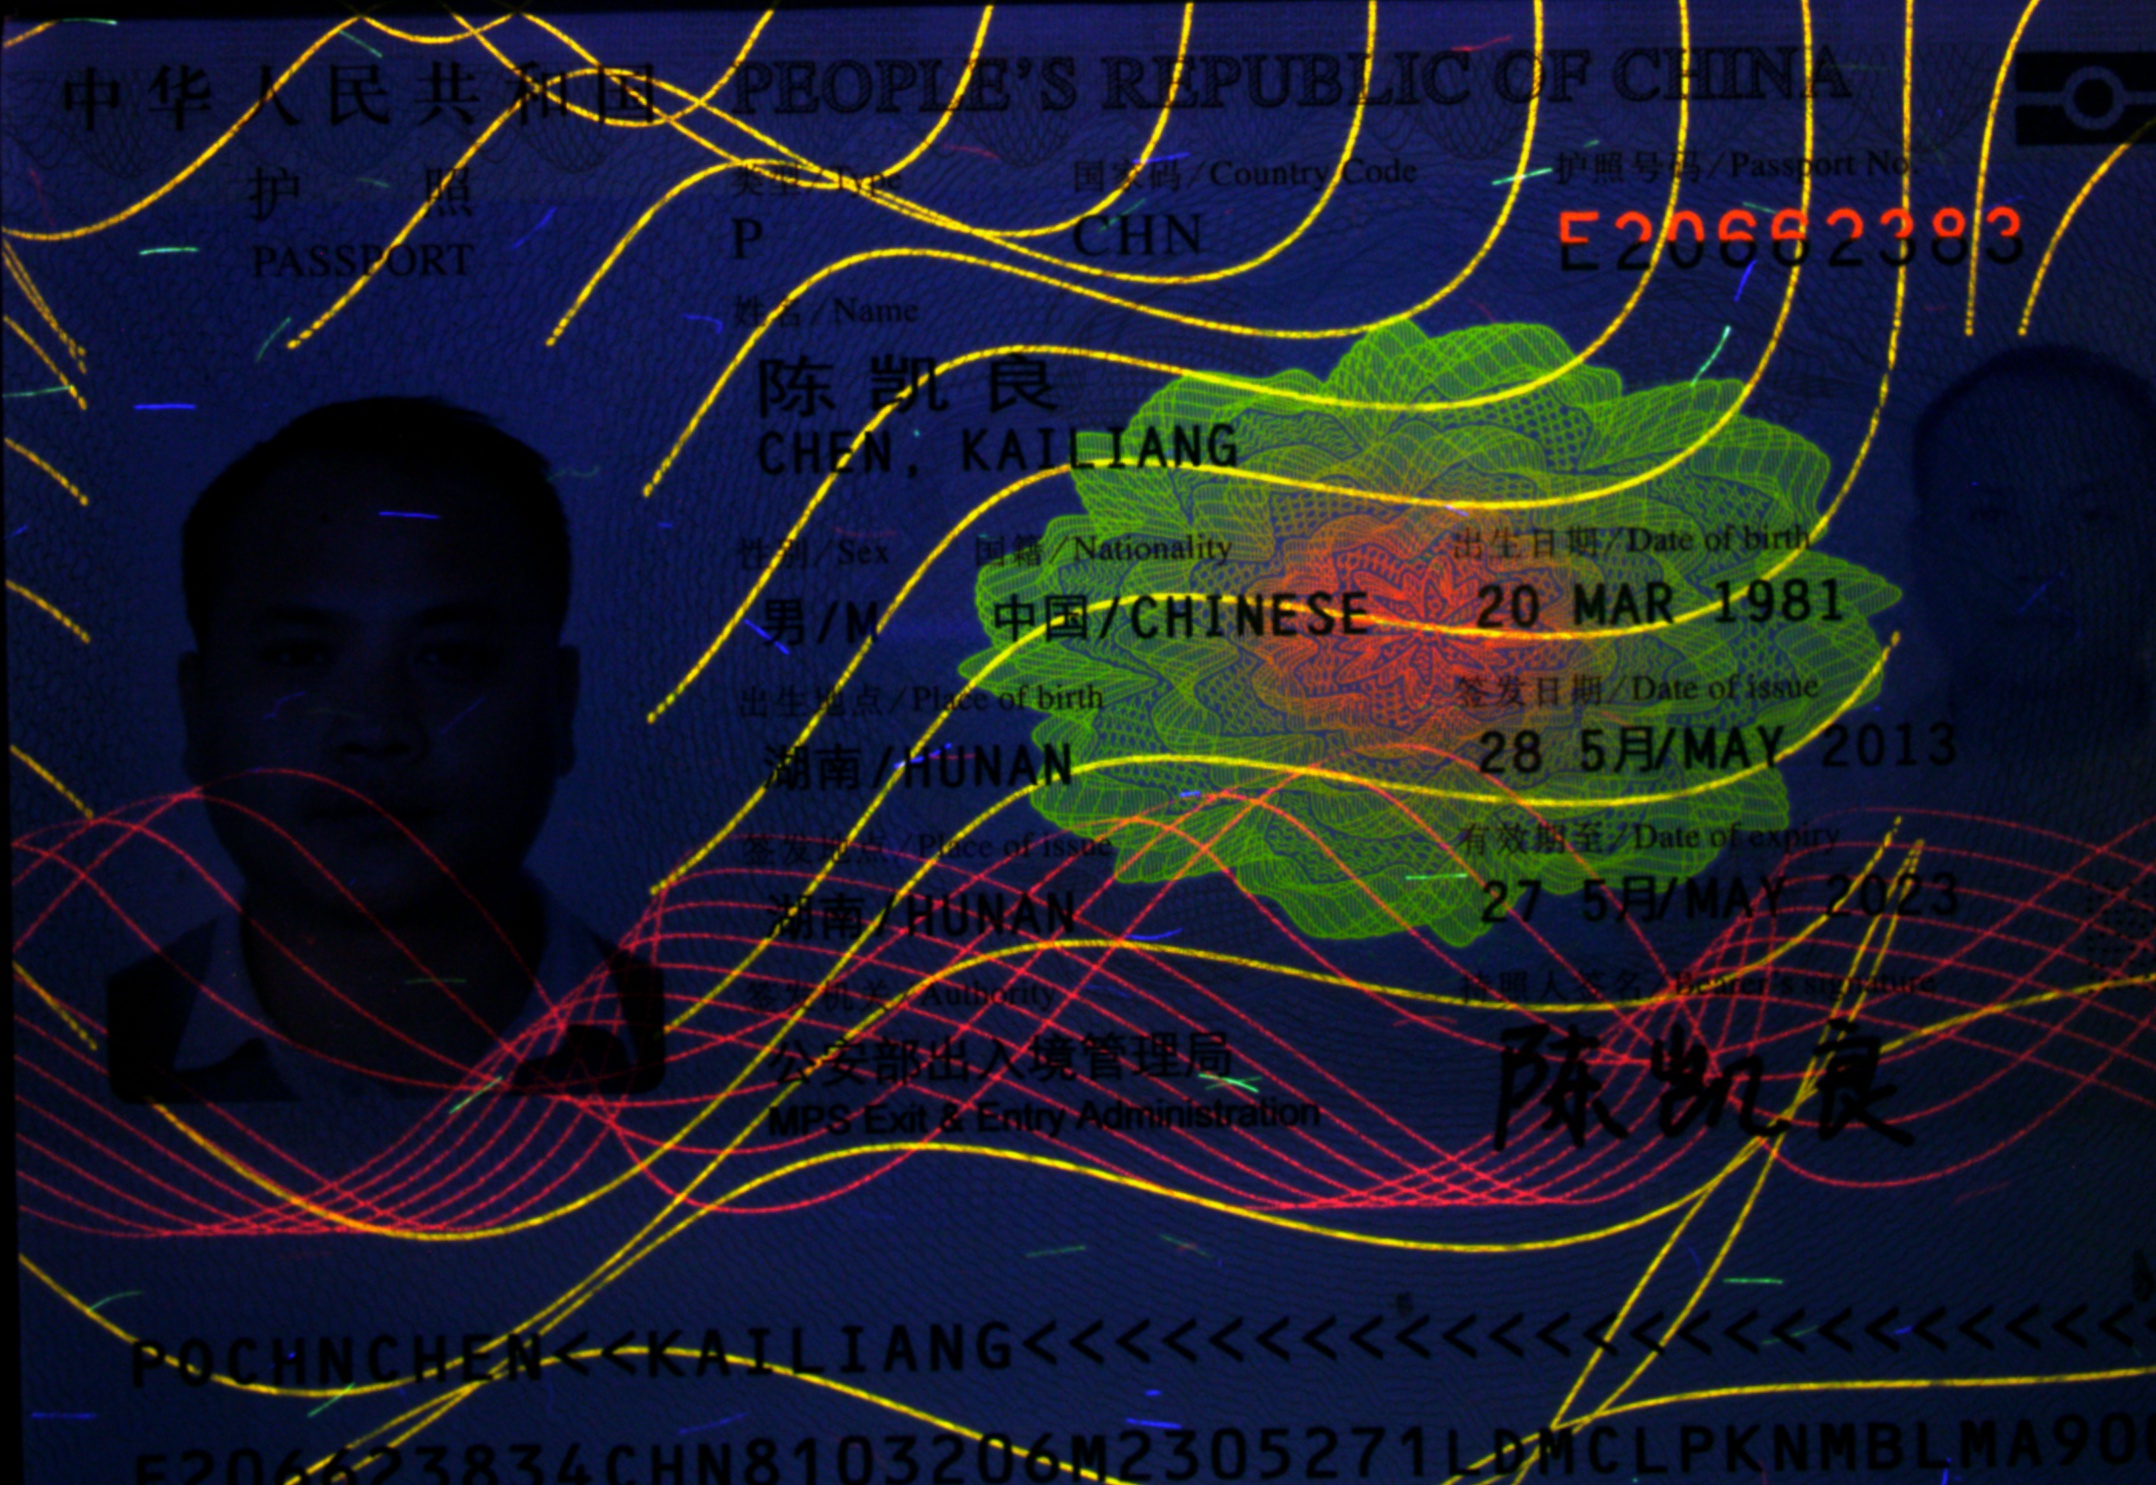 中华人民共和国 PEOPLE'S REPUBLIC OF CHINA
护照 类型/Type 国家码/Country Code 护照号码/Passport No.
PASSPORT P CHN E20662383
姓名/Name
陈凯良
CHEN, KAILIANG
性别/Sex 国籍/Nationality 出生日期/Date of birth
男/M 中国/CHINESE 20 MAR 1981
出生地点/Place of birth 签发日期/Date of issue
湖南/HUNAN 28 5月/MAY 2013
签发地点/Place of issue 有效期至/Date of expiry
湖南/HUNAN 27 5月/MAY 2023
签发机关/Authority 持照人签名/Bearer's signature
公安部出入境管理局 陈凯良
MPS Exit & Entry Administration
POCHNCHEN<<KAILIANG<<<<<<<<<<<<<<<<<<<<<<<<
E206623834CHN8103206M2305271LDMCLPKNMBLMA90